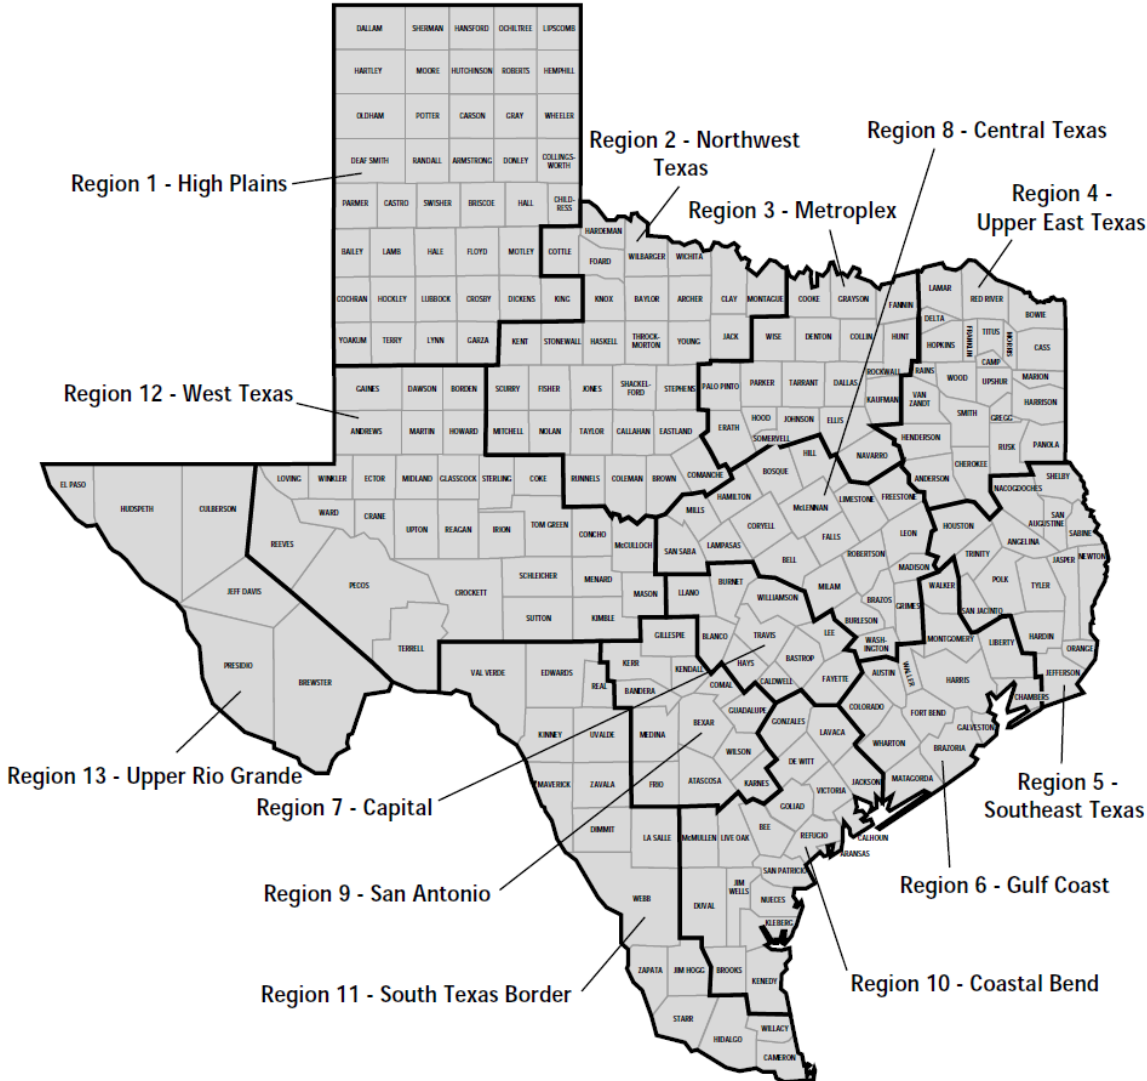 DALLAM SHERMAN HANSFORD OCHILTREE LIPSCOMB
HARTLEY MOORE HUTCHINSON ROBERTS HEMPHILL
OLDHAM POTTER CARSON GRAY WHEELER
Region 8 - Central Texas
Region 2 - Northwest
Texas
DEAF SMITH RANDALL ARMSTRONG DONLEY COLLINGS-
WORTH
Region 1 - High Plains
Region 4 -
Upper East Texas
Region 3 - Metroplex
PARMER CASTRO SWISHER BRISCOE HALL CHILD-
RESS
HARDEMAN
BAILEY LAMB HALE FLOYD MOTLEY COTTLE
FOARD WILBARGER WICHITA
COCHRAN HOCKLEY LUBBOCK CROSBY DICKENS KING
KNOX BAYLOR ARCHER CLAY MONTAGUE
COOKE GRAYSON FANNIN
LAMAR RED RIVER BOWIE
DELTA
YOAKUM TERRY LYNN GARZA
KENT STONEWALL HASKELL THROCK-
MORTON YOUNG JACK
WISE DENTON COLLIN HUNT
HOPKINS FRANKLIN TITUS MORRIS CASS
CAMP
Region 12 - West Texas
GAINES DAWSON BORDEN
SCURRY FISHER JONES SHACKEL-
FORD STEPHENS
PALO PINTO PARKER TARRANT DALLAS ROCKWALL
KAUFMAN
RAINS WOOD UPSHUR MARION
VAN
ZANDT
HARRISON
SMITH GREGG
ANDREWS MARTIN HOWARD
MITCHELL NOLAN TAYLOR CALLAHAN EASTLAND
ERATH HOOD JOHNSON ELLIS
SOMERVELL
NAVARRO
HENDERSON RUSK PANOLA
ANDERSON CHEROKEE
EL PASO HUDSPETH CULBERSON
LOVING WINKLER ECTOR MIDLAND GLASSCOCK STERLING COKE
RUNNELS COLEMAN BROWN COMANCHE
BOSQUE HILL
HAMILTON McLENNAN LIMESTONE FREESTONE
NACOGDOCHES SHELBY
WARD CRANE UPTON REAGAN IRION TOM GREEN
CONCHO McCULLOCH
MILLS CORYELL FALLS LEON
SAN SABA LAMPASAS BELL ROBERTSON MADISON
HOUSTON ANGELINA SAN
AUGUSTINE SABINE
TRINITY JASPER NEWTON
REEVES JEFF DAVIS PECOS
CROCKETT SCHLEICHER MENARD MASON
SUTTON KIMBLE
LLANO BURNET WILLIAMSON MILAM BRAZOS GRIMES
BURLESON
WALKER POLK TYLER
SAN JACINTO
WASH-
INGTON
TERRELL
GILLESPIE BLANCO TRAVIS LEE
HAYS BASTROP
CALDWELL FAYETTE
MONTGOMERY LIBERTY HARDIN ORANGE
JEFFERSON
CHAMBERS
PRESIDIO BREWSTER
VAL VERDE EDWARDS REAL
KERR KENDALL COMAL
BANDERA
GUADALUPE
AUSTIN WALLER HARRIS
COLORADO FORT BEND GALVESTON
KINNEY UVALDE MEDINA BEXAR WILSON
GONZALES LAVACA
WHARTON BRAZORIA
DE WITT
MATAGORDA
Region 13 - Upper Rio Grande
MAVERICK ZAVALA FRIO ATASCOSA KARNES
JACKSON
VICTORIA
GOLIAD
Region 5 -
Southeast Texas
Region 7 - Capital
DIMMIT LA SALLE McMULLEN LIVE OAK BEE REFUGIO
CALHOUN
ARANSAS
SAN PATRICIO
Region 9 - San Antonio
Region 6 - Gulf Coast
WEBB DUVAL JIM
WELLS NUECES
KLEBERG
Region 11 - South Texas Border
ZAPATA JIM HOGG BROOKS KENEDY
Region 10 - Coastal Bend
STARR HIDALGO WILLACY
CAMERON